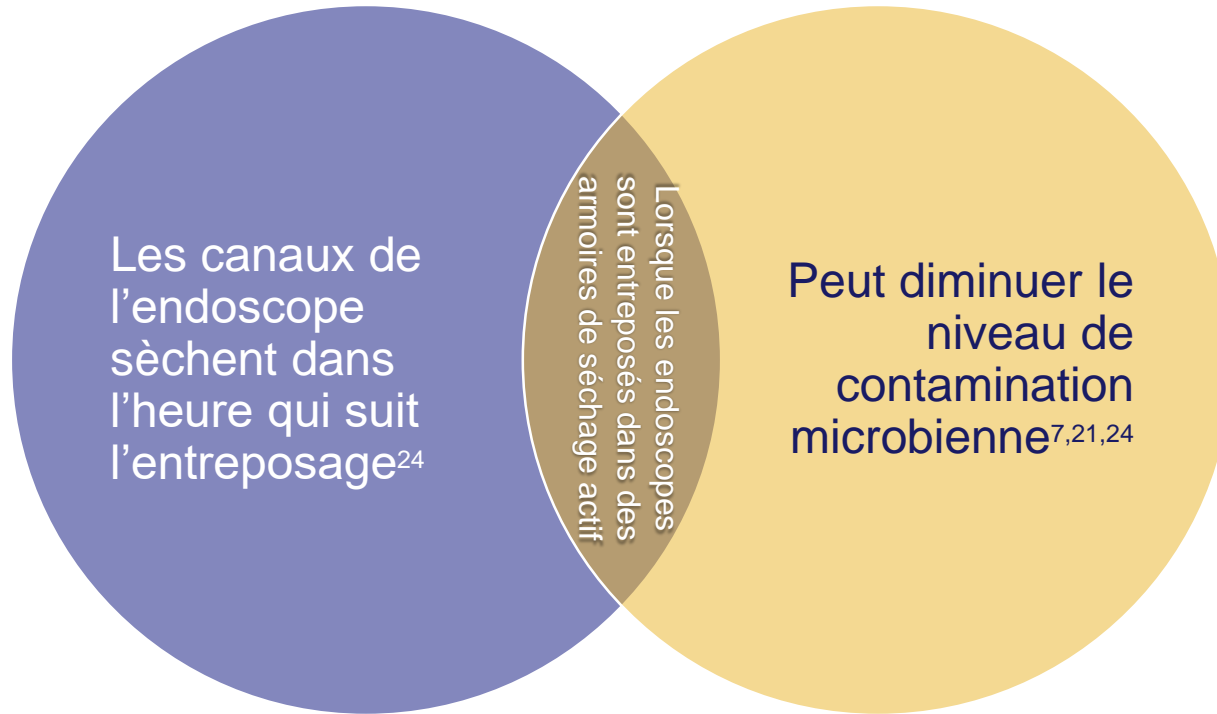 Les canaux de
l’endoscope
sèchent dans
l’heure qui suit
l’entreposage24
Lorsque les endoscopes
sont entreposés dans des
armoires de séchage actif
Peut diminuer le
niveau de
contamination
microbienne7,21,24